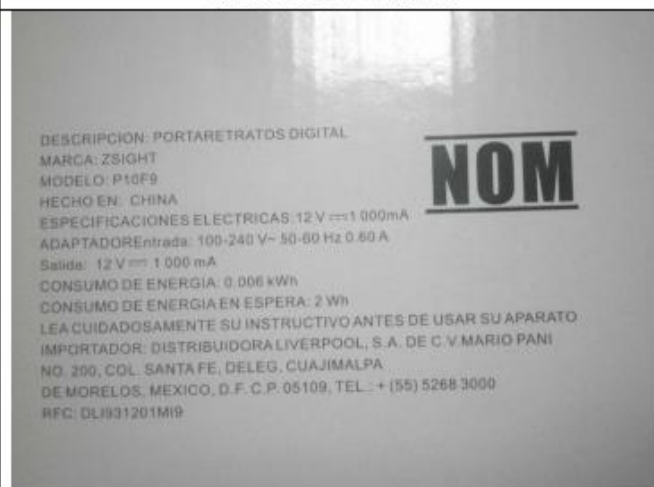 DESCRIPCION: PORTARETRATOS DIGITAL
MARCA: ZSIGHT
MODELO: P10F9
HECHO EN: CHINA
ESPECIFICACIONES ELECTRICAS: 12 V ⎓ 1 000mA
ADAPTADOREntrada: 100-240 V~ 50-60 Hz 0.60 A
Salida: 12 V ⎓ 1 000 mA
CONSUMO DE ENERGIA: 0.006 kWh
CONSUMO DE ENERGIA EN ESPERA: 2 Wh
LEA CUIDADOSAMENTE SU INSTRUCTIVO ANTES DE USAR SU APARATO
IMPORTADOR: DISTRIBUIDORA LIVERPOOL, S.A. DE C.V.MARIO PANI
NO. 200, COL. SANTA FE, DELEG, CUAJIMALPA
DE MORELOS, MEXICO, D.F. C.P. 05109, TEL.: + (55) 5268 3000
RFC: DLI931201MI9
NOM